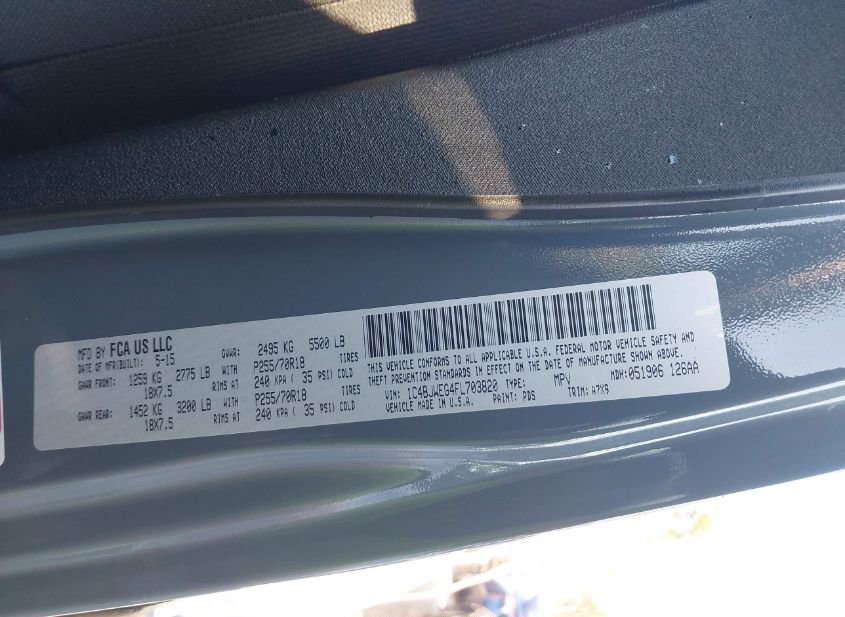 MFD BY FCA US LLC
DATE OF MFR(BUILT): 5-15
GVWR: 2495 KG 5500 LB
GAWR FRONT: 1259 KG 2775 LB WITH P255/70R18 TIRES
18X7.5 RIMS AT 240 KPA ( 35 PSI) COLD
GAWR REAR: 1452 KG 3200 LB WITH P255/70R18 TIRES
18X7.5 RIMS AT 240 KPA ( 35 PSI) COLD
THIS VEHICLE CONFORMS TO ALL APPLICABLE U.S.A. FEDERAL MOTOR VEHICLE SAFETY AND
THEFT PREVENTION STANDARDS IN EFFECT ON THE DATE OF MANUFACTURE SHOWN ABOVE.
VIN: 1C4BJWEG4FL703820 TYPE: MPV MDH: 051906 126AA
VEHICLE MADE IN U.S.A. PAINT: PDS TRIM: A7X9